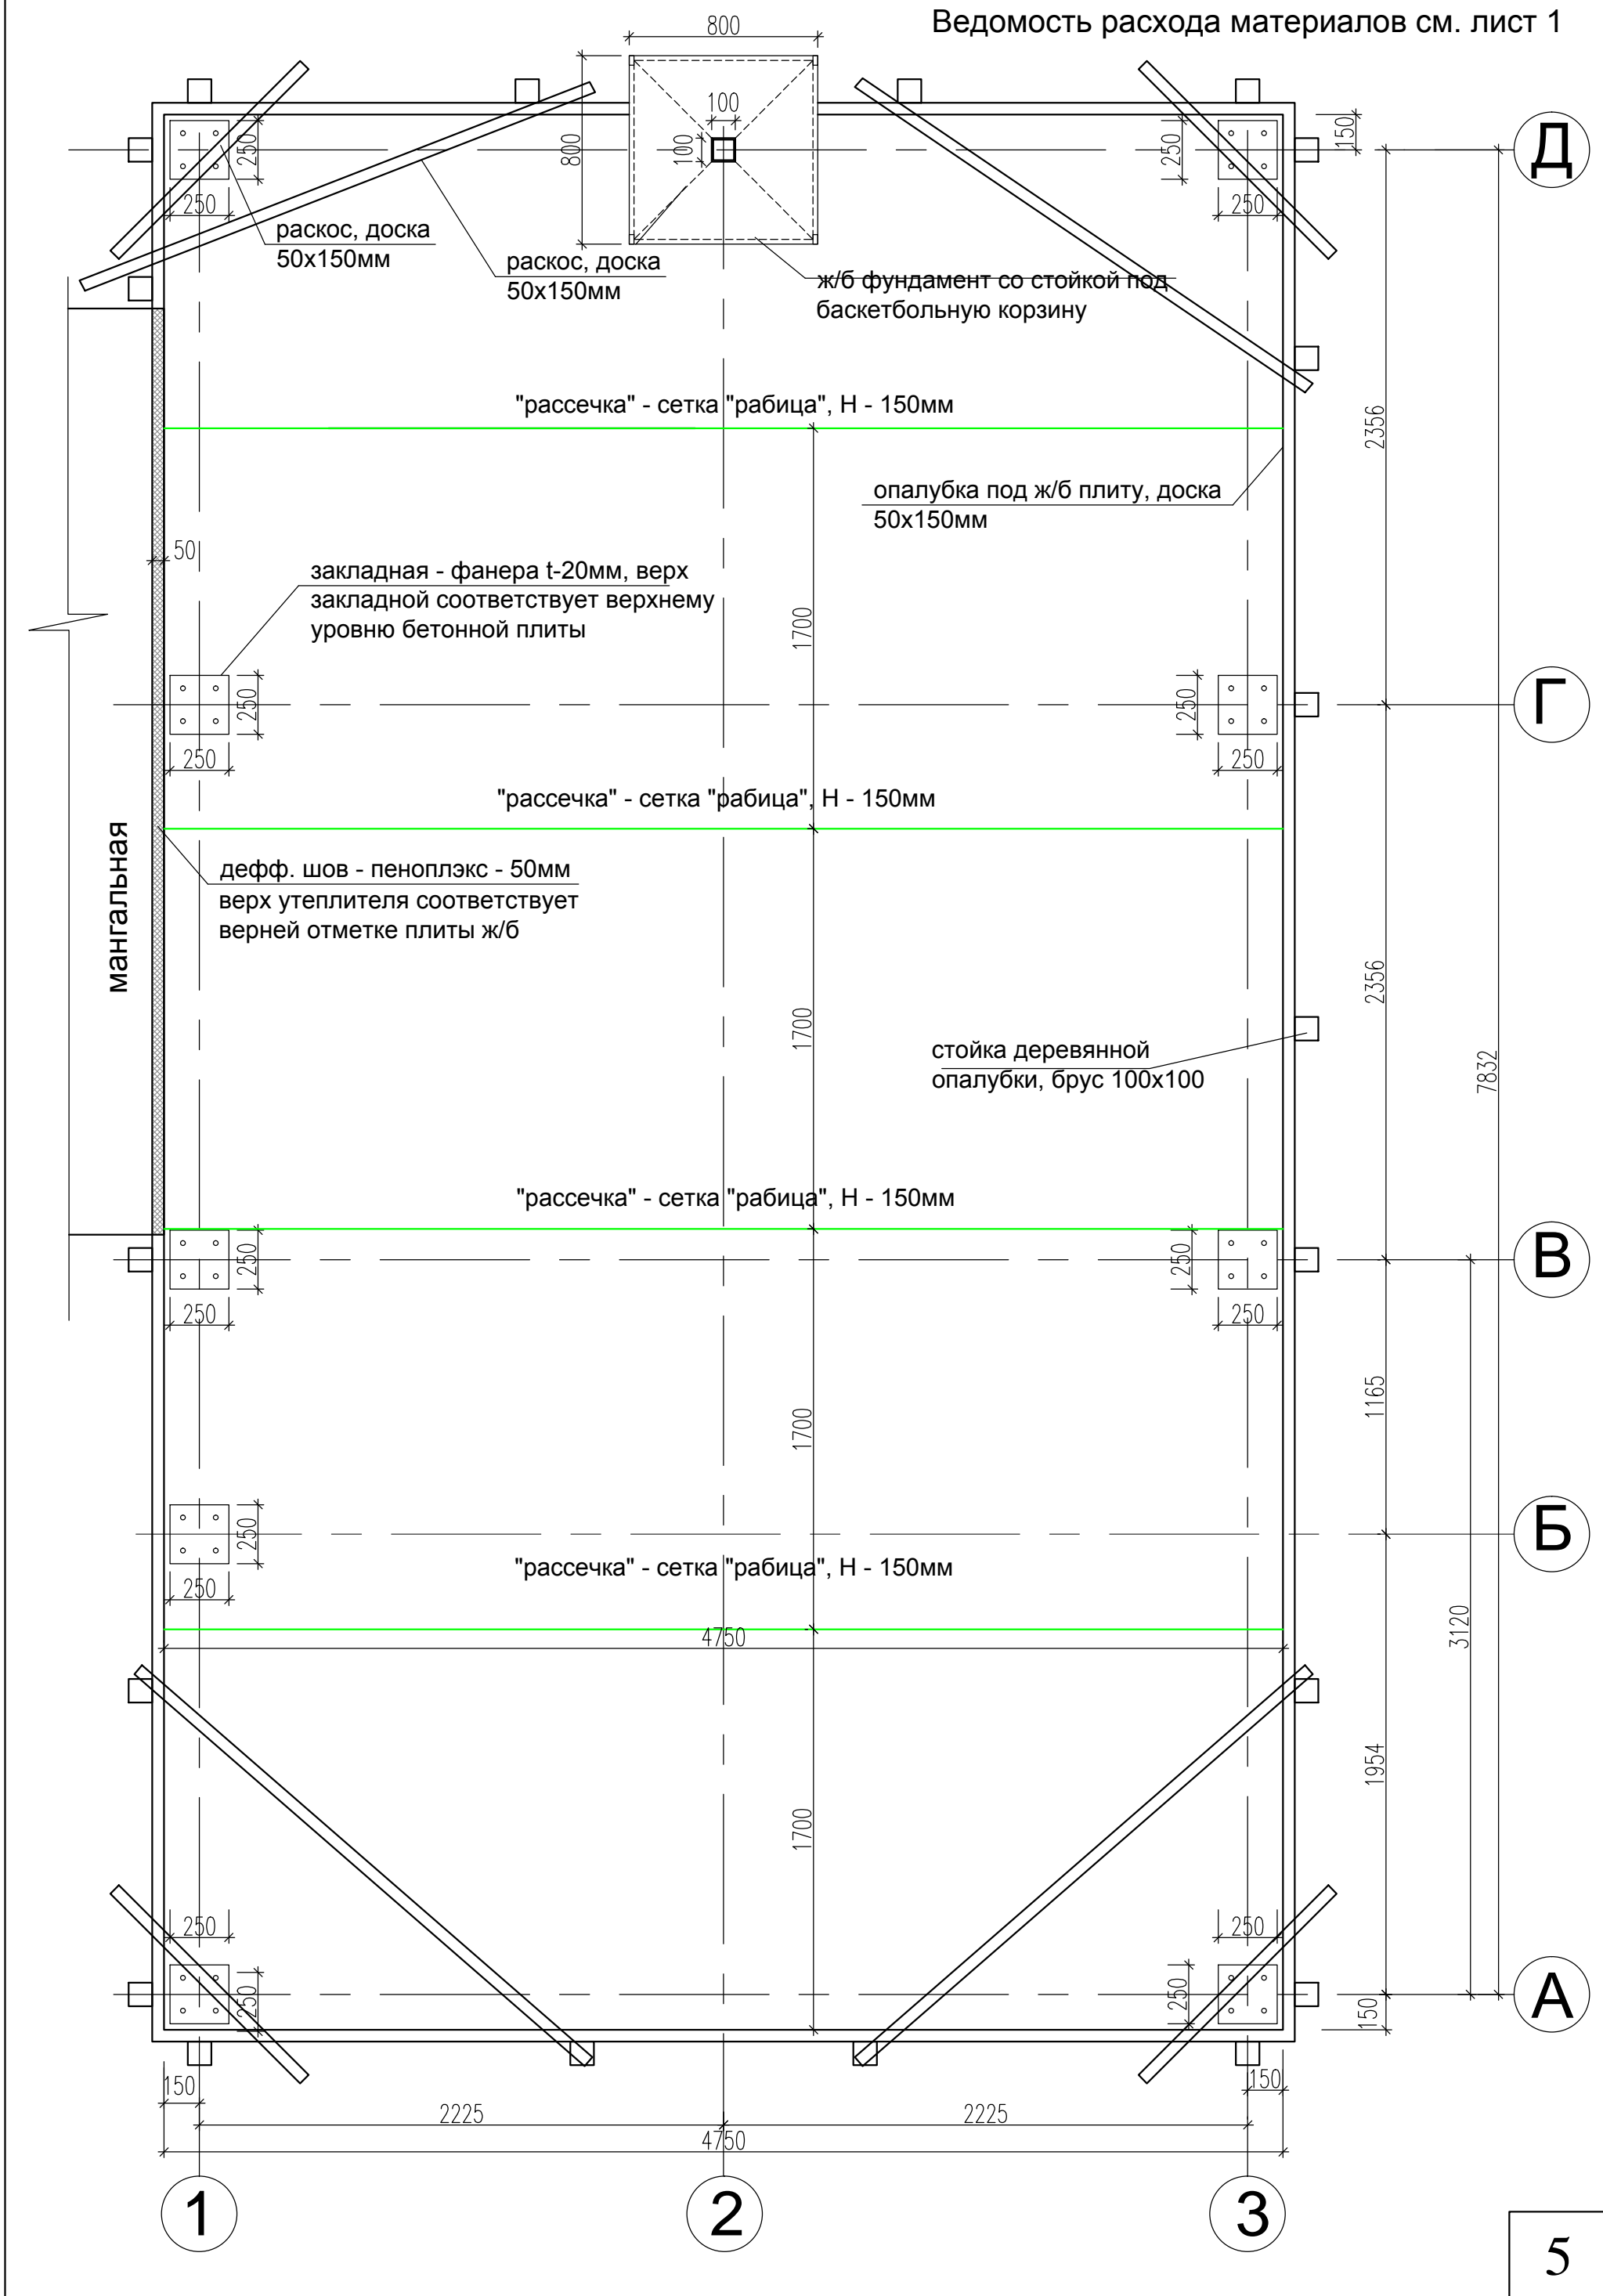 Ведомость расхода материалов см. лист 1
800
100
800
100
150
Д
250
250
250
250
раскос, доска
50х150мм
раскос, доска
50х150мм
ж/б фундамент со стойкой под
баскетбольную корзину
"рассечка" - сетка "рабица", Н - 150мм
2356
опалубка под ж/б плиту, доска
50х150мм
50
закладная - фанера t-20мм, верх
закладной соответствует верхнему
уровню бетонной плиты
1700
250
250
Г
250
250
"рассечка" - сетка "рабица", Н - 150мм
мангальная
дефф. шов - пеноплэкс - 50мм
верх утеплителя соответствует
верней отметке плиты ж/б
2356
1700
стойка деревянной
опалубки, брус 100х100
7832
"рассечка" - сетка "рабица", Н - 150мм
250
250
В
250
250
1165
1700
250
Б
250
"рассечка" - сетка "рабица", Н - 150мм
3120
4750
1954
1700
250
250
250
250
А
150
150
150
2225
2225
4750
1
2
3
5